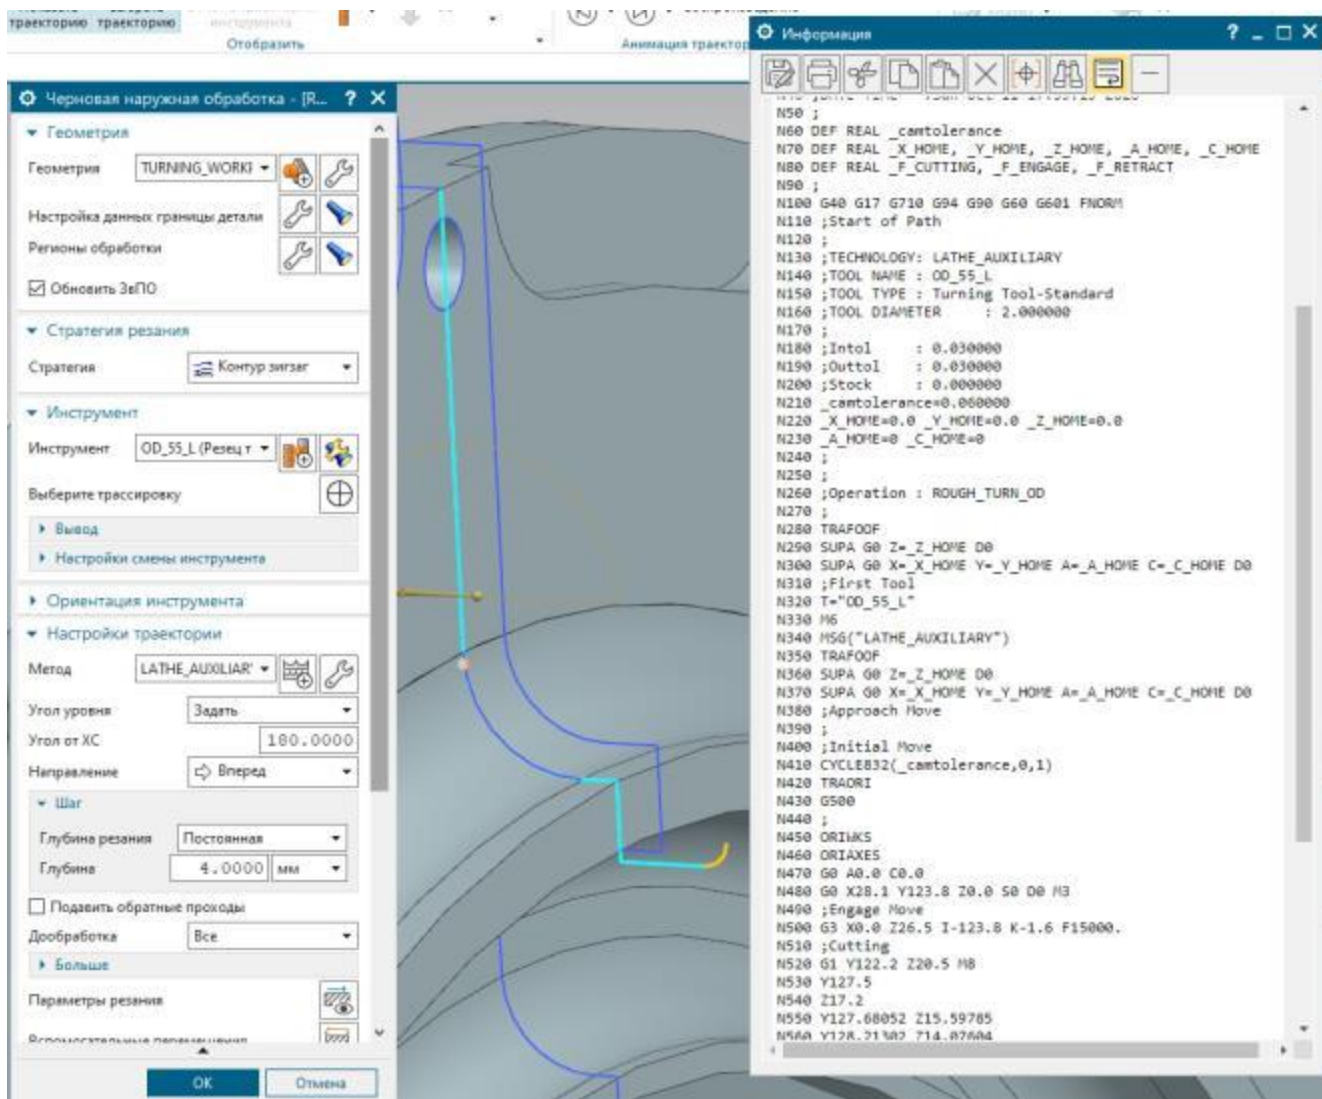 траекторию траекторию
инструмента
Отобразить
Черновая наружная обработка - [R...
Геометрия
Геометрия TURNING_WORKI
Настройка данных границы детали
Регионы обработки
Обновить ЗвПО
Стратегия резания
Стратегия Контур зигзаг
Инструмент
Инструмент OD_55_L (Резец т
Выберите трассировку
Вывод
Настройки смены инструмента
Ориентация инструмента
Настройки траектории
Метод LATHE_AUXILIAR
Угол уровня Задать
Угол от XC 180.0000
Направление Вперед
Шаг
Глубина резания Постоянная
Глубина 4.0000 мм
Подавить обратные проходы
Дообработка Все
Больше
Параметры резания
Вспомогательные перемещения
OK Отмена
Анимация траектор
Информация
N50 ;
N60 DEF REAL _camtolerance
N70 DEF REAL _X_HOME, _Y_HOME, _Z_HOME, _A_HOME, _C_HOME
N80 DEF REAL _F_CUTTING, _F_ENGAGE, _F_RETRACT
N90 ;
N100 G40 G17 G710 G94 G90 G60 G601 FNORM
N110 ;Start of Path
N120 ;
N130 ;TECHNOLOGY: LATHE_AUXILIARY
N140 ;TOOL NAME : OD_55_L
N150 ;TOOL TYPE : Turning Tool-Standard
N160 ;TOOL DIAMETER : 2.000000
N170 ;
N180 ;Intol : 0.030000
N190 ;Outtol : 0.030000
N200 ;Stock : 0.000000
N210 _camtolerance=0.060000
N220 _X_HOME=0.0 _Y_HOME=0.0 _Z_HOME=0.0
N230 _A_HOME=0 _C_HOME=0
N240 ;
N250 ;
N260 ;Operation : ROUGH_TURN_OD
N270 ;
N280 TRAFOOF
N290 SUPA G0 Z=_Z_HOME D0
N300 SUPA G0 X=_X_HOME Y=_Y_HOME A=_A_HOME C=_C_HOME D0
N310 ;First Tool
N320 T="OD_55_L"
N330 M6
N340 MSG("LATHE_AUXILIARY")
N350 TRAFOOF
N360 SUPA G0 Z=_Z_HOME D0
N370 SUPA G0 X=_X_HOME Y=_Y_HOME A=_A_HOME C=_C_HOME D0
N380 ;Approach Move
N390 ;
N400 ;Initial Move
N410 CYCLE832(_camtolerance,0,1)
N420 TRAORI
N430 G500
N440 ;
N450 ORIWKS
N460 ORIAXES
N470 G0 A0.0 C0.0
N480 G0 X28.1 Y123.8 Z0.0 S0 D0 M3
N490 ;Engage Move
N500 G3 X0.0 Z26.5 I-123.8 K-1.6 F15000.
N510 ;Cutting
N520 G1 Y122.2 Z20.5 M8
N530 Y127.5
N540 Z17.2
N550 Y127.68052 Z15.59785
N560 Y128.21302 Z14.07604